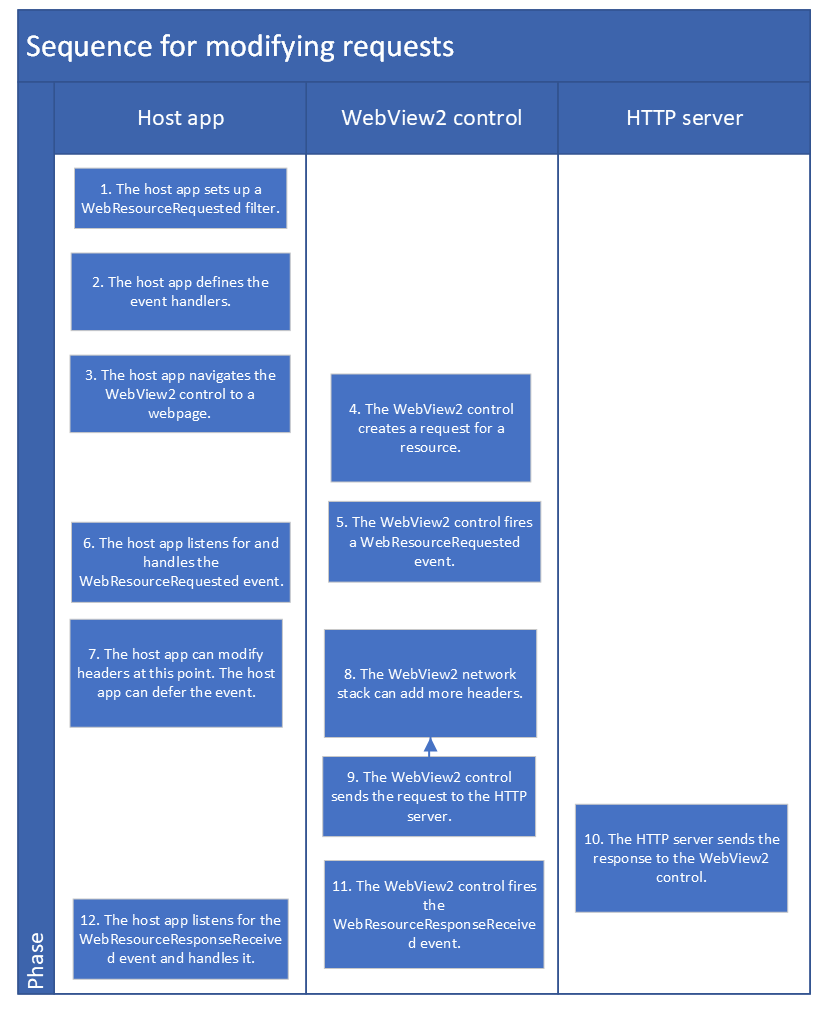 Sequence for modifying requests
Host app
WebView2 control
HTTP server
1. The host app sets up a
WebResourceRequested filter.
2. The host app defines the
event handlers.
3. The host app navigates the
WebView2 control to a
webpage.
4. The WebView2 control
creates a request for a
resource.
5. The WebView2 control fires
a WebResourceRequested
event.
6. The host app listens for and
handles the
WebResourceRequested event.
7. The host app can modify
headers at this point. The host
app can defer the event.
8. The WebView2 network
stack can add more headers.
9. The WebView2 control
sends the request to the HTTP
server.
10. The HTTP server sends the
response to the WebView2
control.
11. The WebView2 control fires
the
WebResourceResponseReceive
d event.
12. The host app listens for the
WebResourceResponseReceive
d event and handles it.
Phase